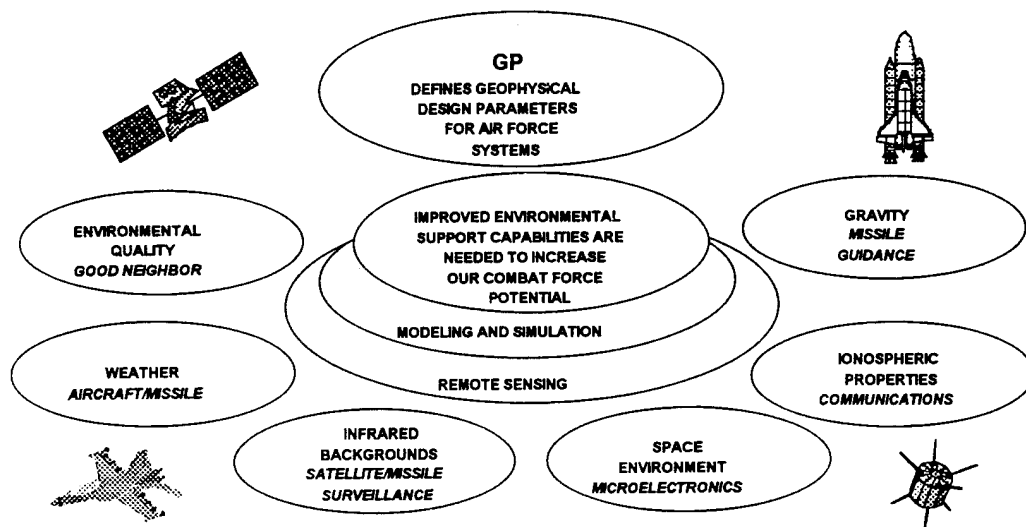 GP
DEFINES GEOPHYSICAL
DESIGN PARAMETERS
FOR AIR FORCE
SYSTEMS
ENVIRONMENTAL
QUALITY
GOOD NEIGHBOR
IMPROVED ENVIRONMENTAL
SUPPORT CAPABILITIES ARE
NEEDED TO INCREASE
OUR COMBAT FORCE
POTENTIAL
MODELING AND SIMULATION
REMOTE SENSING
GRAVITY
MISSILE
GUIDANCE
WEATHER
AIRCRAFT/MISSILE
IONOSPHERIC
PROPERTIES
COMMUNICATIONS
INFRARED
BACKGROUNDS
SATELLITE/MISSILE
SURVEILLANCE
SPACE
ENVIRONMENT
MICROELECTRONICS